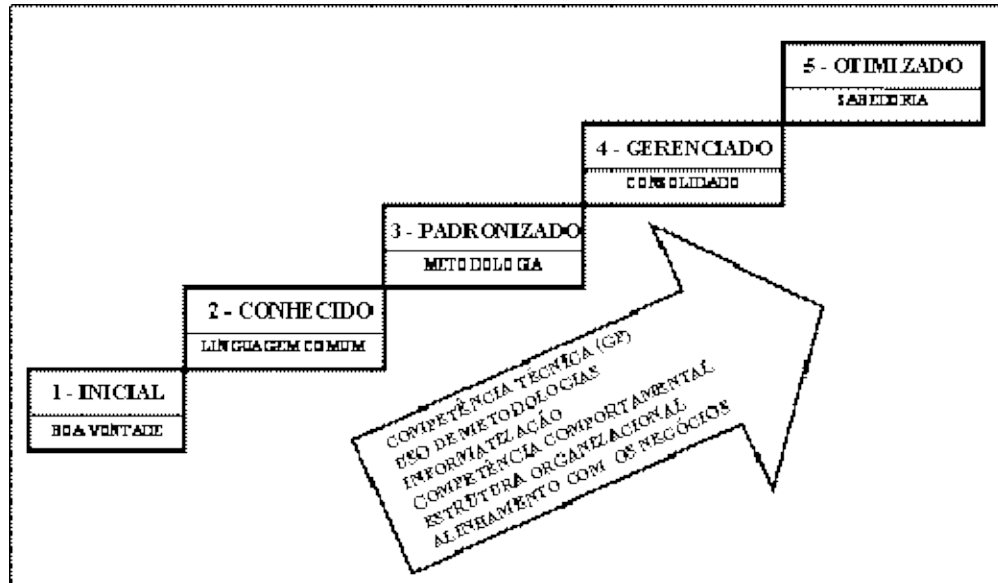 5 - OTIMIZADO
SABEDORIA
4 - GERENCIADO
CONSOLIDADO
3 - PADRONIZADO
METODOLOGIA
2 - CONHECIDO
LINGUAGEM COMUM
1 - INICIAL
BOA VONTADE
COMPETÊNCIA TÉCNICA (GP)
USO DE METODOLOGIAS
INFORMATIZAÇÃO
COMPETÊNCIA COMPORTAMENTAL
ESTRUTURA ORGANIZACIONAL
ALINHAMENTO COM OS NEGÓCIOS